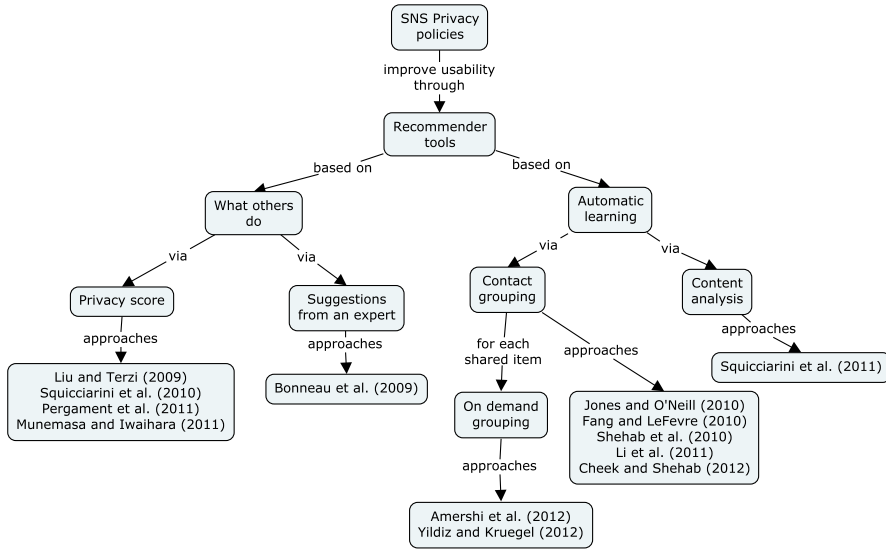 SNS Privacy
policies
improve usability
through
Recommender
tools
based on
based on
What others
do
Automatic
learning
via
via
via
via
Privacy score
Suggestions
from an expert
Contact
grouping
Content
analysis
approaches
approaches
for each
shared item
approaches
approaches
Liu and Terzi (2009)
Squicciarini et al. (2010)
Pergament et al. (2011)
Munemasa and Iwaihara (2011)
Bonneau et al. (2009)
On demand
grouping
Jones and O'Neill (2010)
Fang and LeFevre (2010)
Shehab et al. (2010)
Li et al. (2011)
Cheek and Shehab (2012)
Squicciarini et al. (2011)
approaches
Amershi et al. (2012)
Yildiz and Kruegel (2012)